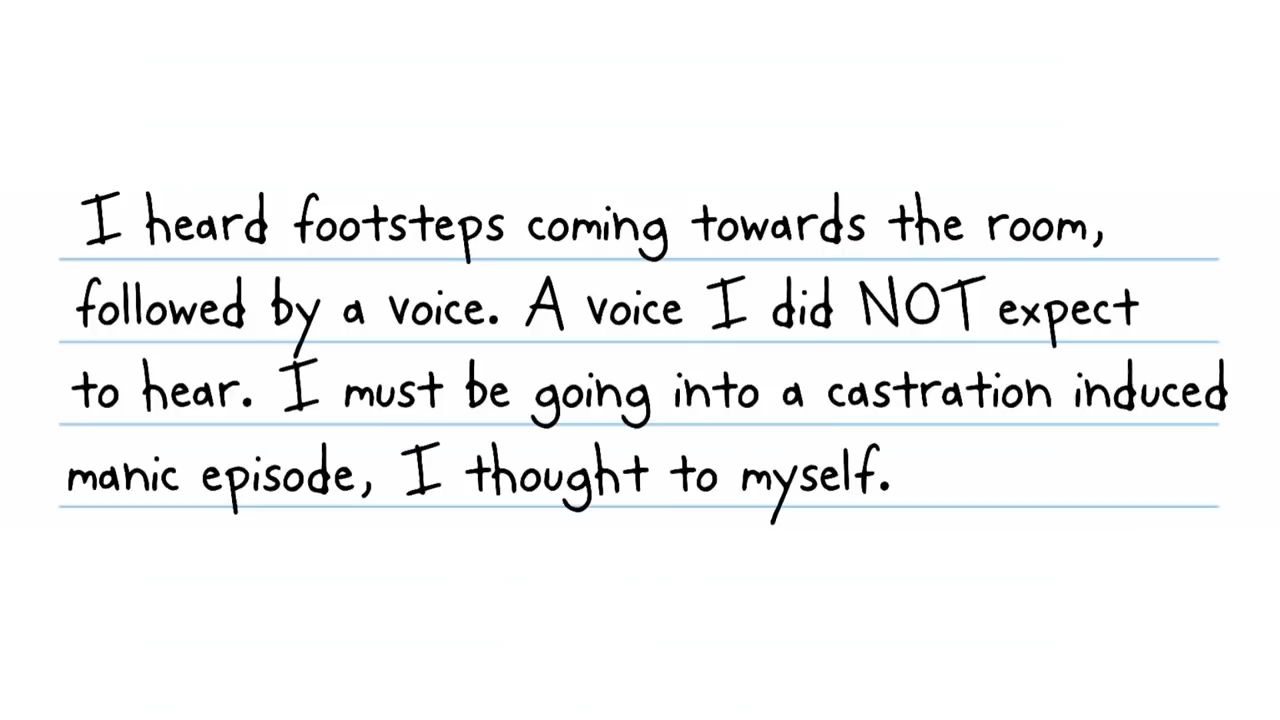 I heard footsteps coming towards the room,
followed by a voice. A voice I did NOT expect
to hear. I must be going into a castration induced
manic episode, I thought to myself.